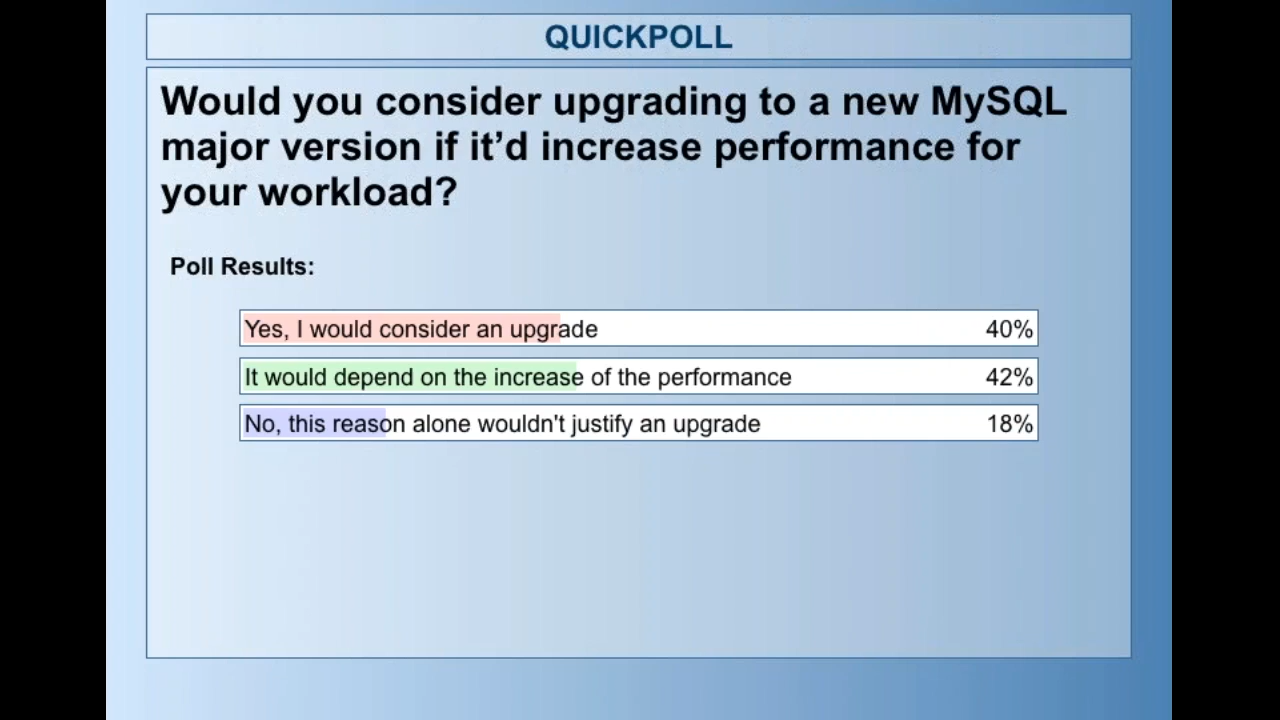 QUICKPOLL
Would you consider upgrading to a new MySQL
major version if it’d increase performance for
your workload?
Poll Results:
Yes, I would consider an upgrade 40%
It would depend on the increase of the performance 42%
No, this reason alone wouldn't justify an upgrade 18%